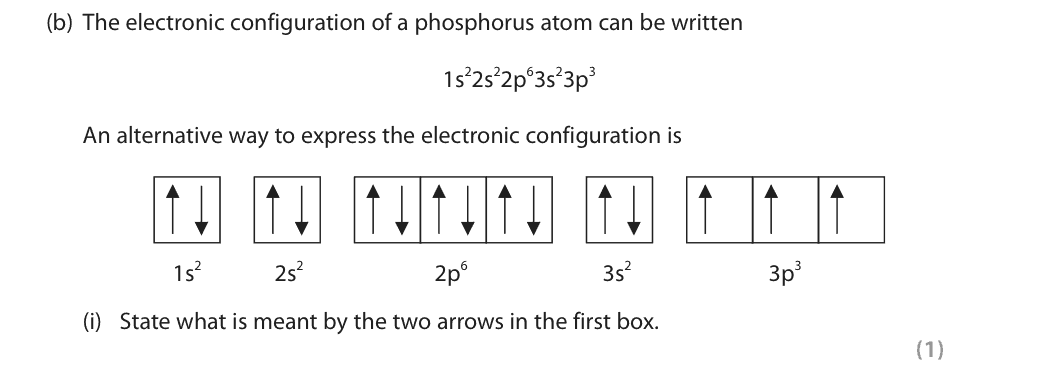 (b) The electronic configuration of a phosphorus atom can be written
1s²2s²2p⁶3s²3p³
An alternative way to express the electronic configuration is
1s² 2s² 2p⁶ 3s² 3p³
(i) State what is meant by the two arrows in the first box.
(1)